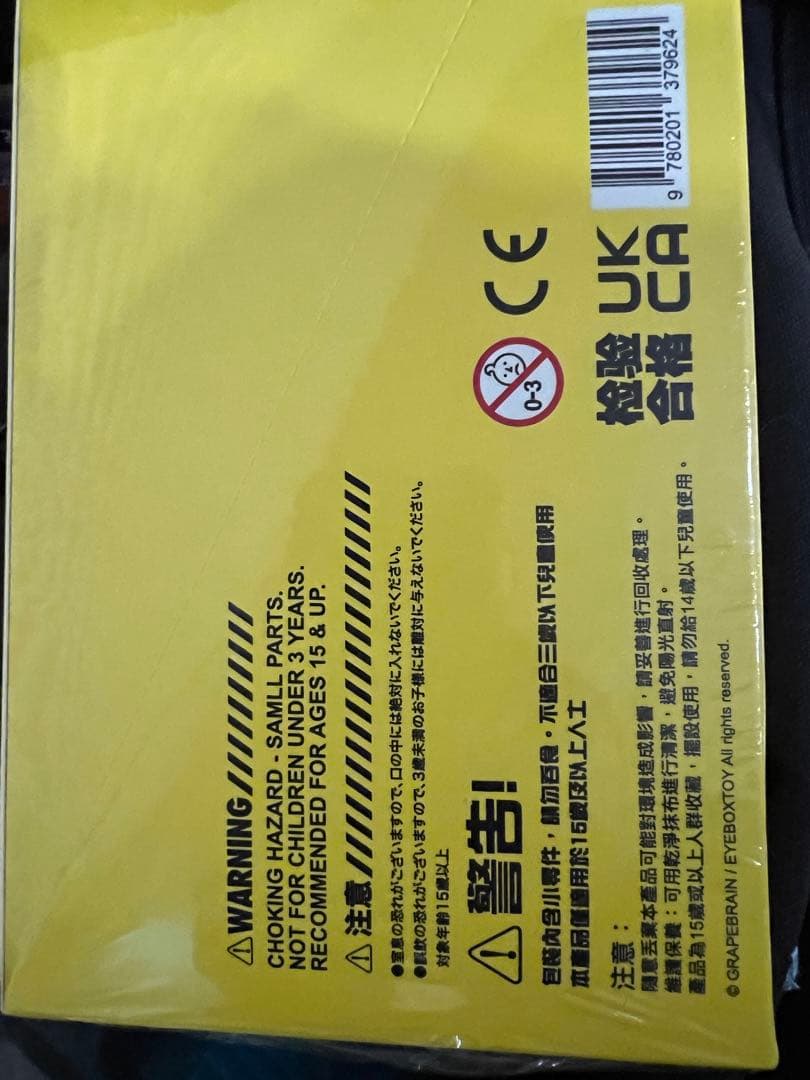 ⚠WARNING////////////
CHOKING HAZARD - SAMLL PARTS.
NOT FOR CHILDREN UNDER 3 YEARS.
RECOMMENDED FOR AGES 15 & UP.
⚠注意////////////////////////
●窒息の恐れがございますので、口の中には絶対に入れないでください。
●誤飲の恐れがございますので、3歳未満のお子様には雕対に与えないでください。
対象年齢15歳以上
⚠警告!
包裝內含小零件，請勿吞食。不適合三歲以下兒童使用
本產品僅適用於15歲及以上人士
注意：
隨意丟棄本產品可能對環境造成影響，請妥善進行回收處理。
維護保養：可用乾淨抹布進行清潔，避免陽光直射。
產品為15歲或以上人群收藏，擺設使用，請勿給14歲以下兒童使用。
© GRAPEBRAIN / EYEBOXTOY All rights reserved.
0-3
CE
检验
合格
UK
CA
9 780201 379624